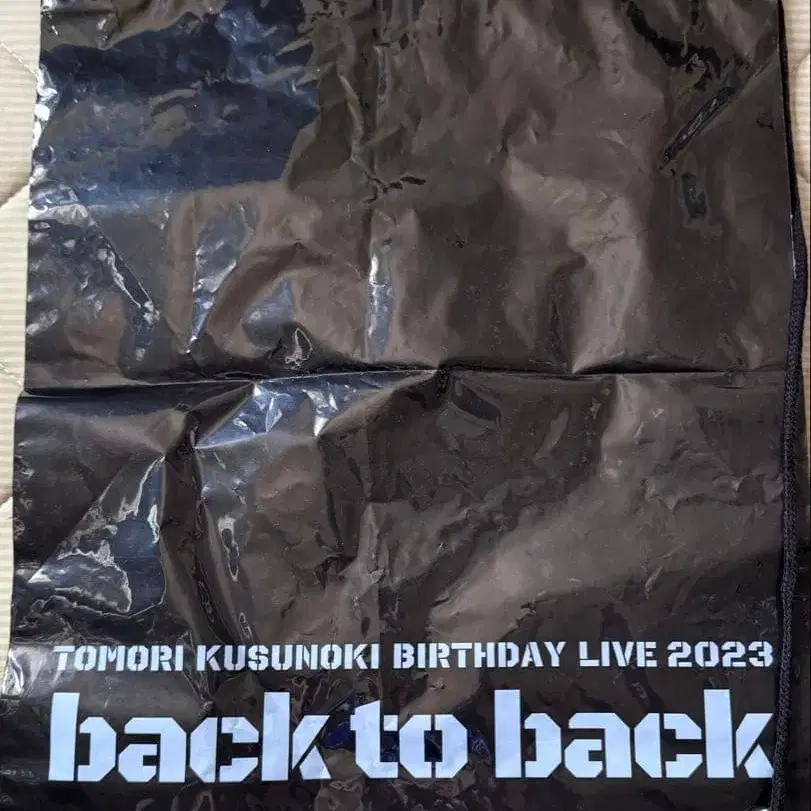 TOMORI KUSUNOKI BIRTHDAY LIVE 2023
back to back